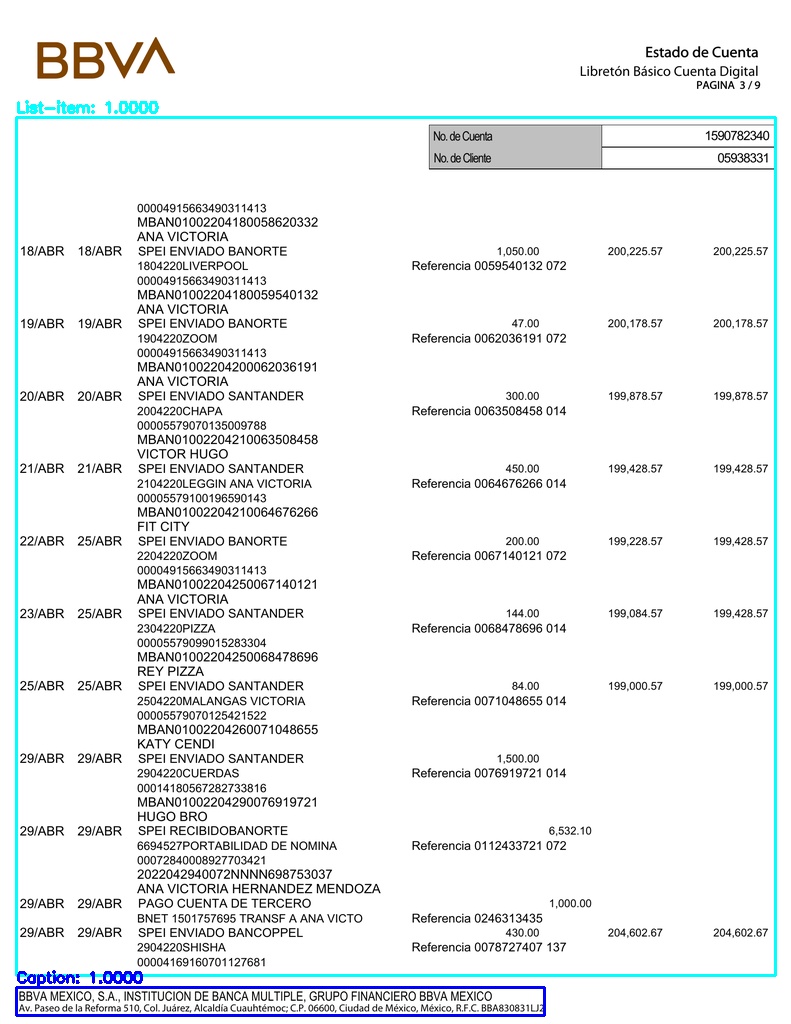 BBVA
Estado de Cuenta
Libretón Básico Cuenta Digital
PAGINA 3 / 9
List-item: 1.0000
No. de Cuenta 1590782340
No. de Cliente 05938331
00004915663490311413
MBAN01002204180058620332
ANA VICTORIA
18/ABR 18/ABR SPEI ENVIADO BANORTE 1,050.00 200,225.57 200,225.57
1804220LIVERPOOL Referencia 0059540132 072
00004915663490311413
MBAN01002204180059540132
ANA VICTORIA
19/ABR 19/ABR SPEI ENVIADO BANORTE 47.00 200,178.57 200,178.57
1904220ZOOM Referencia 0062036191 072
00004915663490311413
MBAN01002204200062036191
ANA VICTORIA
20/ABR 20/ABR SPEI ENVIADO SANTANDER 300.00 199,878.57 199,878.57
2004220CHAPA Referencia 0063508458 014
00005579070135009788
MBAN01002204210063508458
VICTOR HUGO
21/ABR 21/ABR SPEI ENVIADO SANTANDER 450.00 199,428.57 199,428.57
2104220LEGGIN ANA VICTORIA Referencia 0064676266 014
00005579100196590143
MBAN01002204210064676266
FIT CITY
22/ABR 25/ABR SPEI ENVIADO BANORTE 200.00 199,228.57 199,428.57
2204220ZOOM Referencia 0067140121 072
00004915663490311413
MBAN01002204250067140121
ANA VICTORIA
23/ABR 25/ABR SPEI ENVIADO SANTANDER 144.00 199,084.57 199,428.57
2304220PIZZA Referencia 0068478696 014
00005579099015283304
MBAN01002204250068478696
REY PIZZA
25/ABR 25/ABR SPEI ENVIADO SANTANDER 84.00 199,000.57 199,000.57
2504220MALANGAS VICTORIA Referencia 0071048655 014
00005579070125421522
MBAN01002204260071048655
KATY CENDI
29/ABR 29/ABR SPEI ENVIADO SANTANDER 1,500.00
2904220CUERDAS Referencia 0076919721 014
00014180567282733816
MBAN01002204290076919721
HUGO BRO
29/ABR 29/ABR SPEI RECIBIDOBANORTE 6,532.10
6694527PORTABILIDAD DE NOMINA Referencia 0112433721 072
00072840008927703421
2022042940072NNNN698753037
ANA VICTORIA HERNANDEZ MENDOZA
29/ABR 29/ABR PAGO CUENTA DE TERCERO 1,000.00
BNET 1501757695 TRANSF A ANA VICTO Referencia 0246313435
29/ABR 29/ABR SPEI ENVIADO BANCOPPEL 430.00 204,602.67 204,602.67
2904220SHISHA Referencia 0078727407 137
00004169160701127681
Caption: 1.0000
BBVA MEXICO, S.A., INSTITUCION DE BANCA MULTIPLE, GRUPO FINANCIERO BBVA MEXICO
Av. Paseo de la Reforma 510, Col. Juárez, Alcaldía Cuauhtémoc; C.P. 06600, Ciudad de México, México, R.F.C. BBA830831LJ2